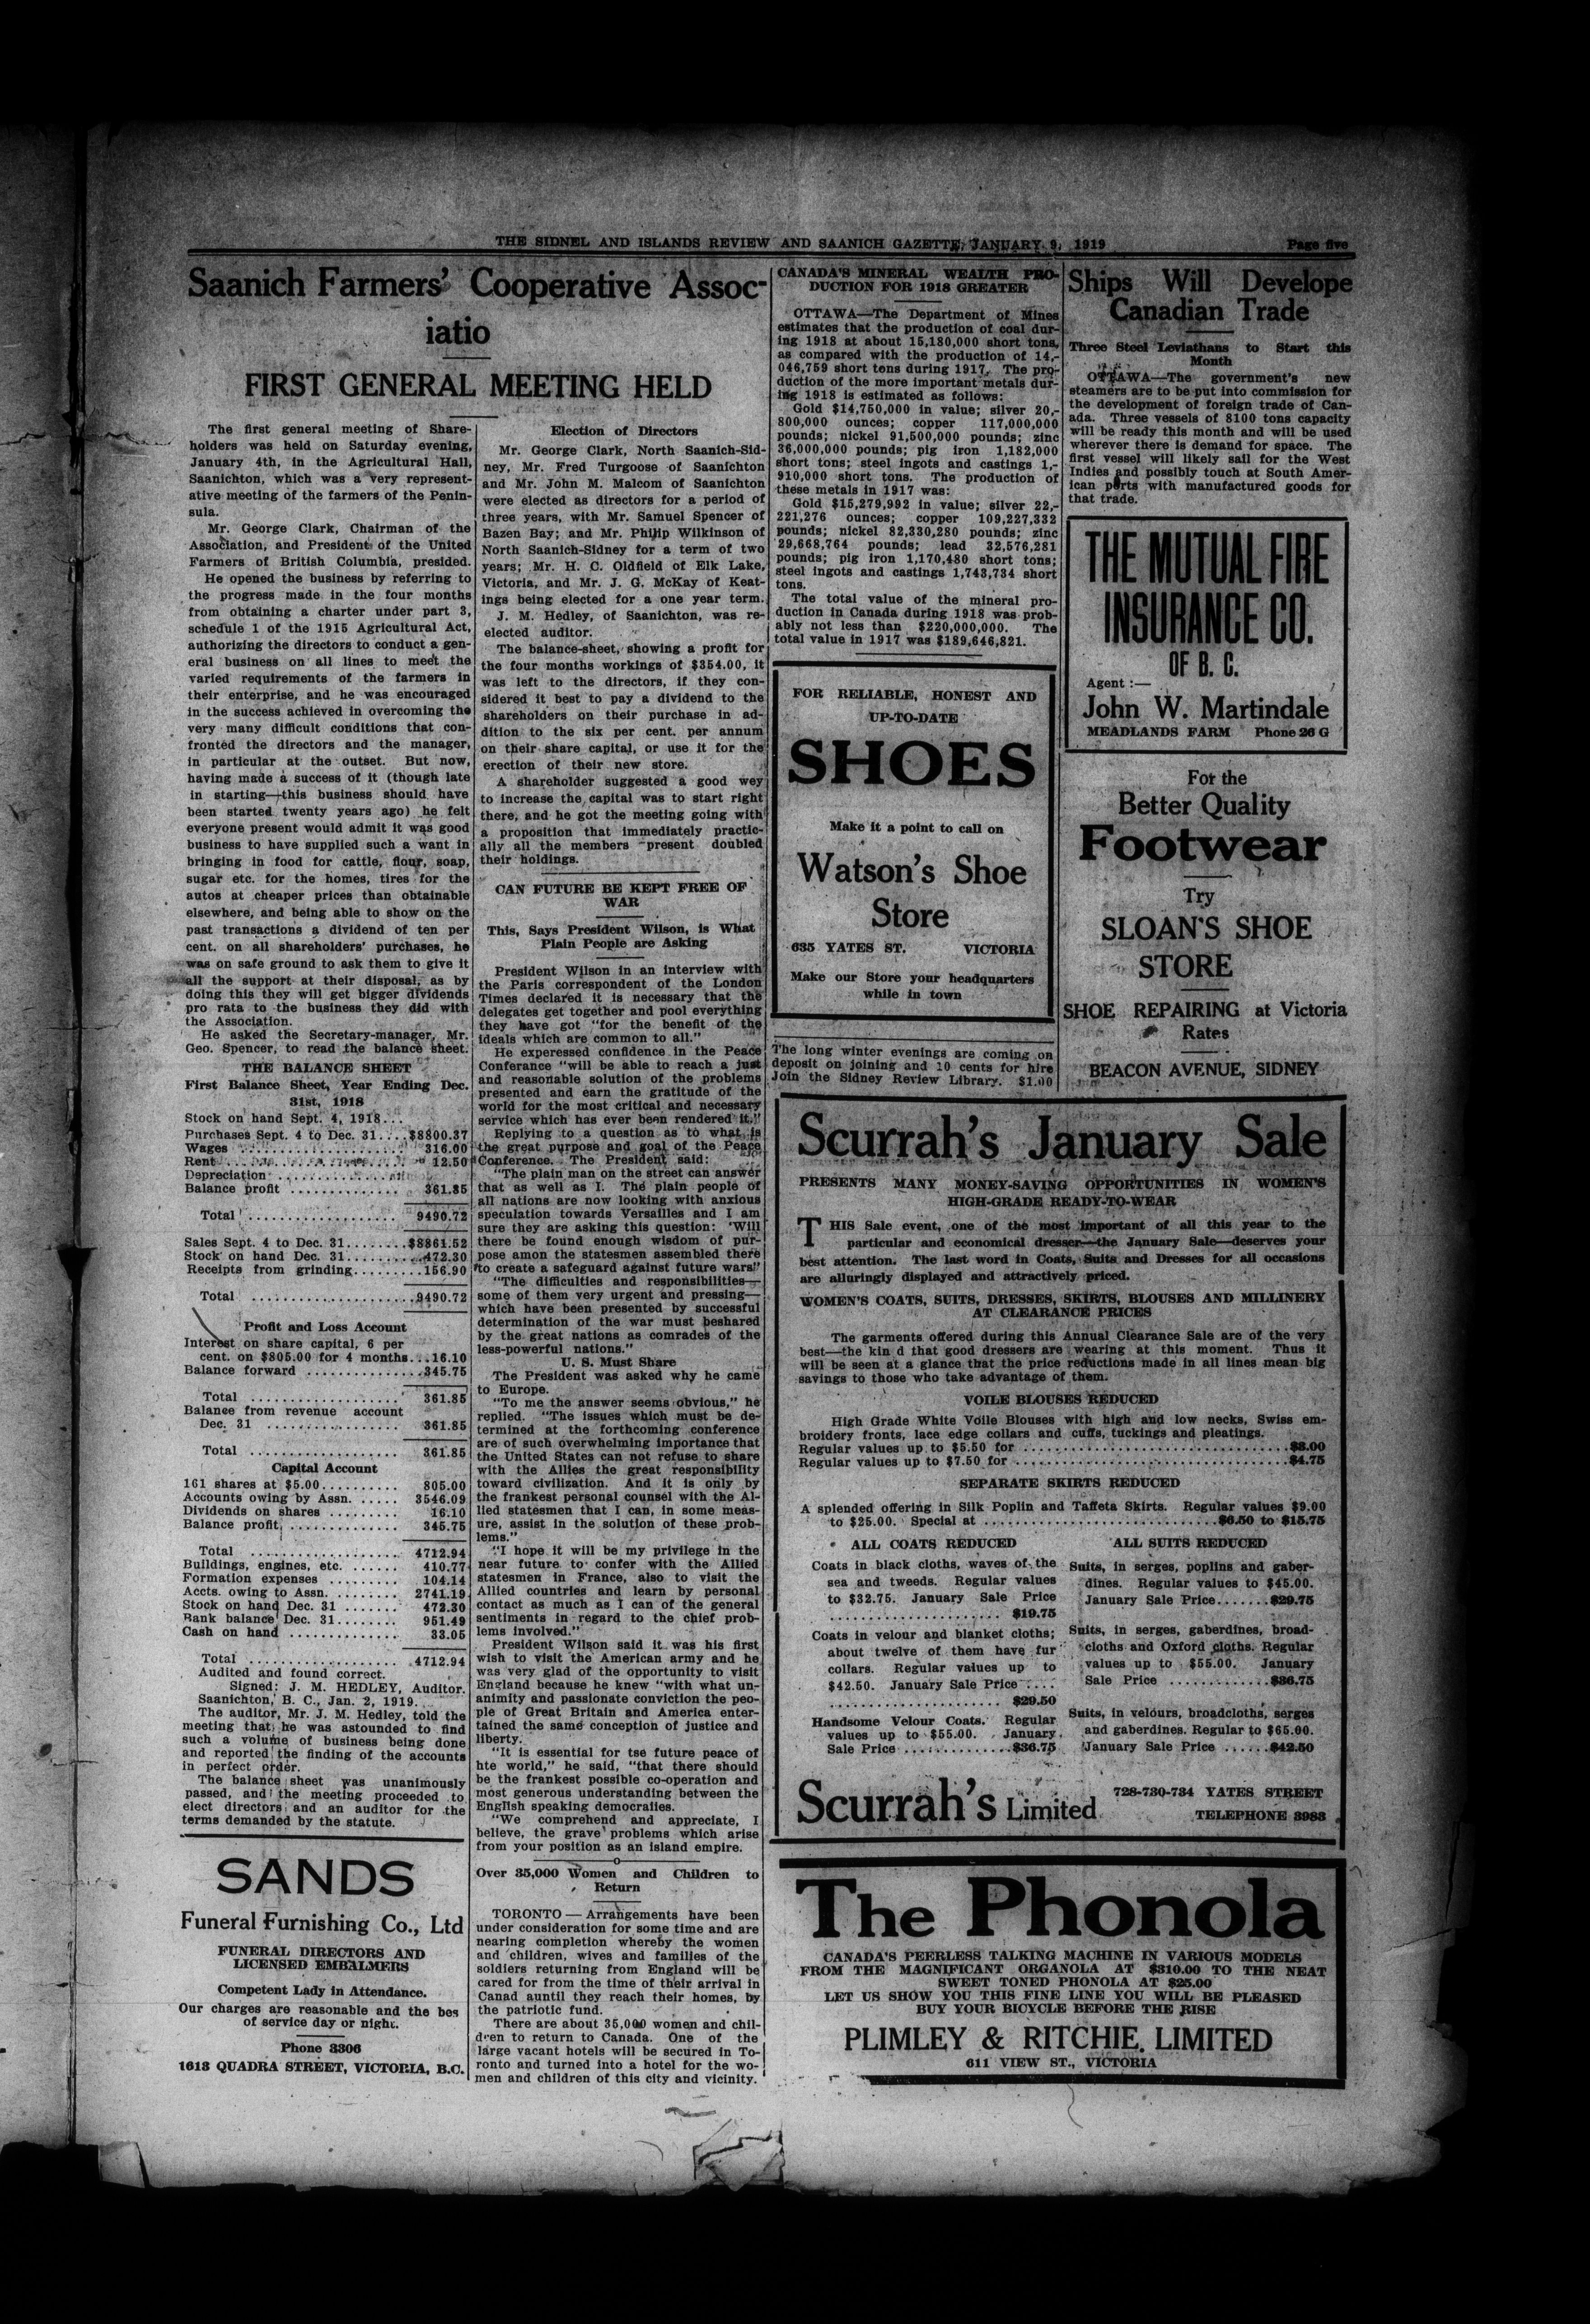 THE SIDNEL AND ISLANDS REVIEW AND SAANICH GAZETTE, JANUARY 9, 1919
Page five
Saanich Farmers' Cooperative Assoc-
iatio
FIRST GENERAL MEETING HELD
The first general meeting of Share-
holders was held on Saturday evening,
January 4th, in the Agricultural Hall,
Saanichton, which was a very represent-
ative meeting of the farmers of the Penin-
sula.
Mr. George Clark, Chairman of the
Association, and President of the United
Farmers of British Columbia, presided.
He opened the business by referring to
the progress made in the four months
from obtaining a charter under part 3,
schedule 1 of the 1915 Agricultural Act,
authorizing the directors to conduct a gen-
eral business on all lines to meet the
varied requirements of the farmers in
their enterprise, and he was encouraged
in the success achieved in overcoming the
very many difficult conditions that con-
fronted the directors and the manager,
in particular at the outset. But now,
having made a success of it (though late
in starting—this business should have
been started twenty years ago) he felt
everyone present would admit it was good
business to have supplied such a want in
bringing in food for cattle, flour, soap,
sugar etc. for the homes, tires for the
autos at cheaper prices than obtainable
elsewhere, and being able to show on the
past transactions a dividend of ten per
cent. on all shareholders' purchases, he
was on safe ground to ask them to give it
all the support at their disposal, as by
doing this they will get bigger dividends
pro rata to the business they did with
the Association.
He asked the Secretary-manager, Mr.
Geo. Spencer, to read the balance sheet.
THE BALANCE SHEET
First Balance Sheet, Year Ending Dec.
31st, 1918
Stock on hand Sept. 4, 1918...
Purchases Sept. 4 to Dec. 31....$8800.37
Wages ..................... 316.00
Rent ..................... 12.50
Depreciation ................
Balance profit .............. 361.85
Total ................... 9490.72
Sales Sept. 4 to Dec. 31........$8861.52
Stock on hand Dec. 31..........472.30
Receipts from grinding.........156.90
Total ...................9490.72
Profit and Loss Account
Interest on share capital, 6 per
cent. on $805.00 for 4 months...16.10
Balance forward ...............345.75
Total ................... 361.85
Balance from revenue account
Dec. 31 ................. 361.85
Total ................... 361.85
Capital Account
161 shares at $5.00.......... 805.00
Accounts owing by Assn. ..... 3546.09
Dividends on shares ......... 16.10
Balance profit .............. 345.75
Total ................... 4712.94
Buildings, engines, etc. ...... 410.77
Formation expenses ......... 104.14
Accts. owing to Assn. ........ 2741.19
Stock on hand Dec. 31 ....... 472.30
Bank balance Dec. 31........ 951.49
Cash on hand .............. 33.05
Total ................... 4712.94
Audited and found correct.
Signed: J. M. HEDLEY, Auditor.
Saanichton, B. C., Jan. 2, 1919.
The auditor, Mr. J. M. Hedley, told the
meeting that he was astounded to find
such a volume of business being done
and reported the finding of the accounts
in perfect order.
The balance sheet was unanimously
passed, and the meeting proceeded to
elect directors and an auditor for the
terms demanded by the statute.
SANDS
Funeral Furnishing Co., Ltd
FUNERAL DIRECTORS AND
LICENSED EMBALMERS
Competent Lady in Attendance.
Our charges are reasonable and the bes
of service day or night.
Phone 3306
1613 QUADRA STREET, VICTORIA, B.C.
Election of Directors
Mr. George Clark, North Saanich-Sid-
ney, Mr. Fred Turgoose of Saanichton
and Mr. John M. Malcom of Saanichton
were elected as directors for a period of
three years, with Mr. Samuel Spencer of
Bazen Bay; and Mr. Philip Wilkinson of
North Saanich-Sidney for a term of two
years; Mr. H. C. Oldfield of Elk Lake,
Victoria, and Mr. J. G. McKay of Keat-
ings being elected for a one year term.
J. M. Hedley, of Saanichton, was re-
elected auditor.
The balance-sheet, showing a profit for
the four months workings of $354.00, it
was left to the directors, if they con-
sidered it best to pay a dividend to the
shareholders on their purchase in ad-
dition to the six per cent. per annum
on their share capital, or use it for the
erection of their new store.
A shareholder suggested a good wey
to increase the capital was to start right
there, and he got the meeting going with
a proposition that immediately practic-
ally all the members present doubled
their holdings.
CAN FUTURE BE KEPT FREE OF
WAR
This, Says President Wilson, is What
Plain People are Asking
President Wilson in an interview with
the Paris correspondent of the London
Times declared it is necessary that the
delegates get together and pool everything
they have got "for the benefit of the
ideals which are common to all."
He experessed confidence in the Peace
Conferance "will be able to reach a just
and reasonable solution of the problems
presented and earn the gratitude of the
world for the most critical and necessary
service which has ever been rendered it."
Replying to a question as to what is
the great purpose and goal of the Peace
Conference. The President said:
"The plain man on the street can answer
that as well as I. The plain people of
all nations are now looking with anxious
speculation towards Versailles and I am
sure they are asking this question: 'Will
there be found enough wisdom of pur-
pose amon the statesmen assembled there
to create a safeguard against future wars'"
"The difficulties and responsibilities—
some of them very urgent and pressing—
which have been presented by successful
determination of the war must beshared
by the great nations as comrades of the
less-powerful nations."
U. S. Must Share
The President was asked why he came
to Europe.
"To me the answer seems obvious," he
replied. "The issues which must be de-
termined at the forthcoming conference
are of such overwhelming importance that
the United States can not refuse to share
with the Allies the great responsibility
toward civilization. And it is only by
the frankest personal counsel with the Al-
lied statesmen that I can, in some meas-
ure, assist in the solution of these prob-
lems."
"I hope it will be my privilege in the
near future to confer with the Allied
statesmen in France, also to visit the
Allied countries and learn by personal
contact as much as I can of the general
sentiments in regard to the chief prob-
lems involved."
President Wilson said it was his first
wish to visit the American army and he
was very glad of the opportunity to visit
England because he knew "with what un-
animity and passionate conviction the peo-
ple of Great Britain and America enter-
tained the same conception of justice and
liberty.
"It is essential for tse future peace of
hte world," he said, "that there should
be the frankest possible co-operation and
most generous understanding between the
English speaking democratles.
"We comprehend and appreciate, I
believe, the grave problems which arise
from your position as an island empire.
Over 35,000 Women and Children to
Return
TORONTO — Arrangements have been
under consideration for some time and are
nearing completion whereby the women
and children, wives and families of the
soldiers returning from England will be
cared for from the time of their arrival in
Canad auntil they reach their homes, by
the patriotic fund.
There are about 35,000 women and chil-
dren to return to Canada. One of the
large vacant hotels will be secured in To-
ronto and turned into a hotel for the wo-
men and children of this city and vicinity.
CANADA'S MINERAL WEALTH PRO-
DUCTION FOR 1918 GREATER
OTTAWA—The Department of Mines
estimates that the production of coal dur-
ing 1918 at about 15,180,000 short tons,
as compared with the production of 14,-
046,759 short tens during 1917. The pro-
duction of the more important metals dur-
ing 1918 is estimated as follows:
Gold $14,750,000 in value; silver 20,-
800,000 ounces; copper 117,000,000
pounds; nickel 91,500,000 pounds; zinc
36,000,000 pounds; pig iron 1,182,000
short tons; steel ingots and castings 1,-
910,000 short tons. The production of
these metals in 1917 was:
Gold $15,279,992 in value; silver 22,-
221,276 ounces; copper 109,227,332
pounds; nickel 82,330,280 pounds; zinc
29,668,764 pounds; lead 32,576,281
pounds; pig iron 1,170,480 short tons;
steel ingots and castings 1,743,734 short
tons.
The total value of the mineral pro-
duction in Canada during 1918 was prob-
ably not less than $220,000,000. The
total value in 1917 was $189,646,821.
FOR RELIABLE, HONEST AND
UP-TO-DATE
SHOES
Make it a point to call on
Watson's Shoe
Store
635 YATES ST. VICTORIA
Make our Store your headquarters
while in town
The long winter evenings are coming on
deposit on joining and 10 cents for hire
Join the Sidney Review Library. $1.00
Ships Will Develope
Canadian Trade
Three Steel Leviathans to Start this
Month
OTTAWA—The government's new
steamers are to be put into commission for
the development of foreign trade of Can-
ada. Three vessels of 8100 tons capacity
will be ready this month and will be used
wherever there is demand for space. The
first vessel will likely sail for the West
Indies and possibly touch at South Amer-
ican ports with manufactured goods for
that trade.
THE MUTUAL FIRE
INSURANCE CO.
OF B. C.
Agent :—
John W. Martindale
MEADLANDS FARM Phone 26 G
For the
Better Quality
Footwear
Try
SLOAN'S SHOE
STORE
SHOE REPAIRING at Victoria
Rates
BEACON AVENUE, SIDNEY
Scurrah's January Sale
PRESENTS MANY MONEY-SAVING OPPORTUNITIES IN WOMEN'S
HIGH-GRADE READY-TO-WEAR
THIS Sale event, one of the most important of all this year to the
particular and economical dresser—the January Sale—deserves your
best attention. The last word in Coats, Suits and Dresses for all occasions
are alluringly displayed and attractively priced.
WOMEN'S COATS, SUITS, DRESSES, SKIRTS, BLOUSES AND MILLINERY
AT CLEARANCE PRICES
The garments offered during this Annual Clearance Sale are of the very
best—the kin d that good dressers are wearing at this moment. Thus it
will be seen at a glance that the price reductions made in all lines mean big
savings to those who take advantage of them.
VOILE BLOUSES REDUCED
High Grade White Voile Blouses with high and low necks, Swiss em-
broidery fronts, lace edge collars and cuffs, tuckings and pleatings.
Regular values up to $5.50 for ....................................$3.00
Regular values up to $7.50 for ....................................$4.75
SEPARATE SKIRTS REDUCED
A splended offering in Silk Poplin and Taffeta Skirts. Regular values $9.00
to $25.00. Special at ..............................$6.50 to $15.75
ALL COATS REDUCED
Coats in black cloths, waves of the
sea and tweeds. Regular values
to $32.75. January Sale Price
...................... $19.75
Coats in velour and blanket cloths;
about twelve of them have fur
collars. Regular values up to
$42.50. January Sale Price ....
...................... $29.50
Handsome Velour Coats. Regular
values up to $55.00. January
Sale Price ..............$36.75
ALL SUITS REDUCED
Suits, in serges, poplins and gaber-
dines. Regular values to $45.00.
January Sale Price.......$29.75
Suits, in serges, gaberdines, broad-
cloths and Oxford cloths. Regular
values up to $55.00. January
Sale Price .............$36.75
Suits, in velours, broadcloths, serges
and gaberdines. Regular to $65.00.
January Sale Price ......$42.50
Scurrah's Limited
728-730-734 YATES STREET
TELEPHONE 3983
The Phonola
CANADA'S PEERLESS TALKING MACHINE IN VARIOUS MODELS
FROM THE MAGNIFICANT ORGANOLA AT $310.00 TO THE NEAT
SWEET TONED PHONOLA AT $25.00
LET US SHOW YOU THIS FINE LINE YOU WILL BE PLEASED
BUY YOUR BICYCLE BEFORE THE RISE
PLIMLEY & RITCHIE, LIMITED
611 VIEW ST., VICTORIA